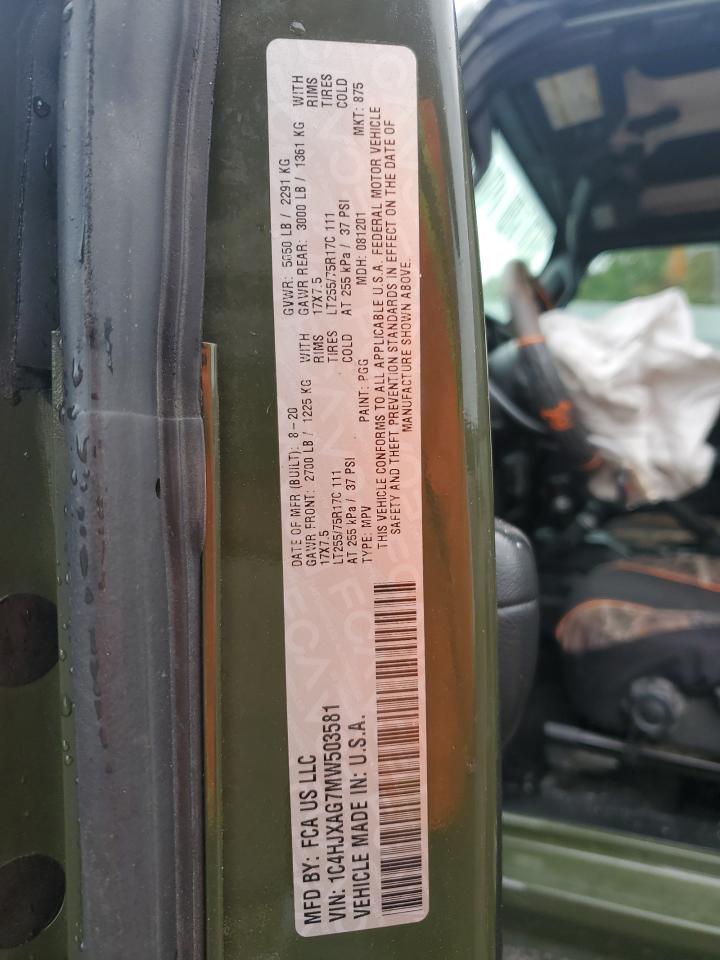 MFD BY: FCA US LLC
DATE OF MFR (BUILT): 8-20
GVWR: 5050 LB / 2291 KG
GAWR FRONT: 2700 LB / 1225 KG WITH
GAWR REAR: 3000 LB / 1361 KG WITH
17X7.5 RIMS
17X7.5 RIMS
LT255/75R17C 111 TIRES
LT255/75R17C 111 TIRES
AT 255 kPa / 37 PSI COLD
AT 255 kPa / 37 PSI COLD
VIN: 1C4HJXAG7MW503581
TYPE: MPV PAINT: PGG MDH: 081201 MKT: 875
VEHICLE MADE IN: U.S.A.
THIS VEHICLE CONFORMS TO ALL APPLICABLE U.S.A. FEDERAL MOTOR VEHICLE
SAFETY AND THEFT PREVENTION STANDARDS IN EFFECT ON THE DATE OF
MANUFACTURE SHOWN ABOVE.